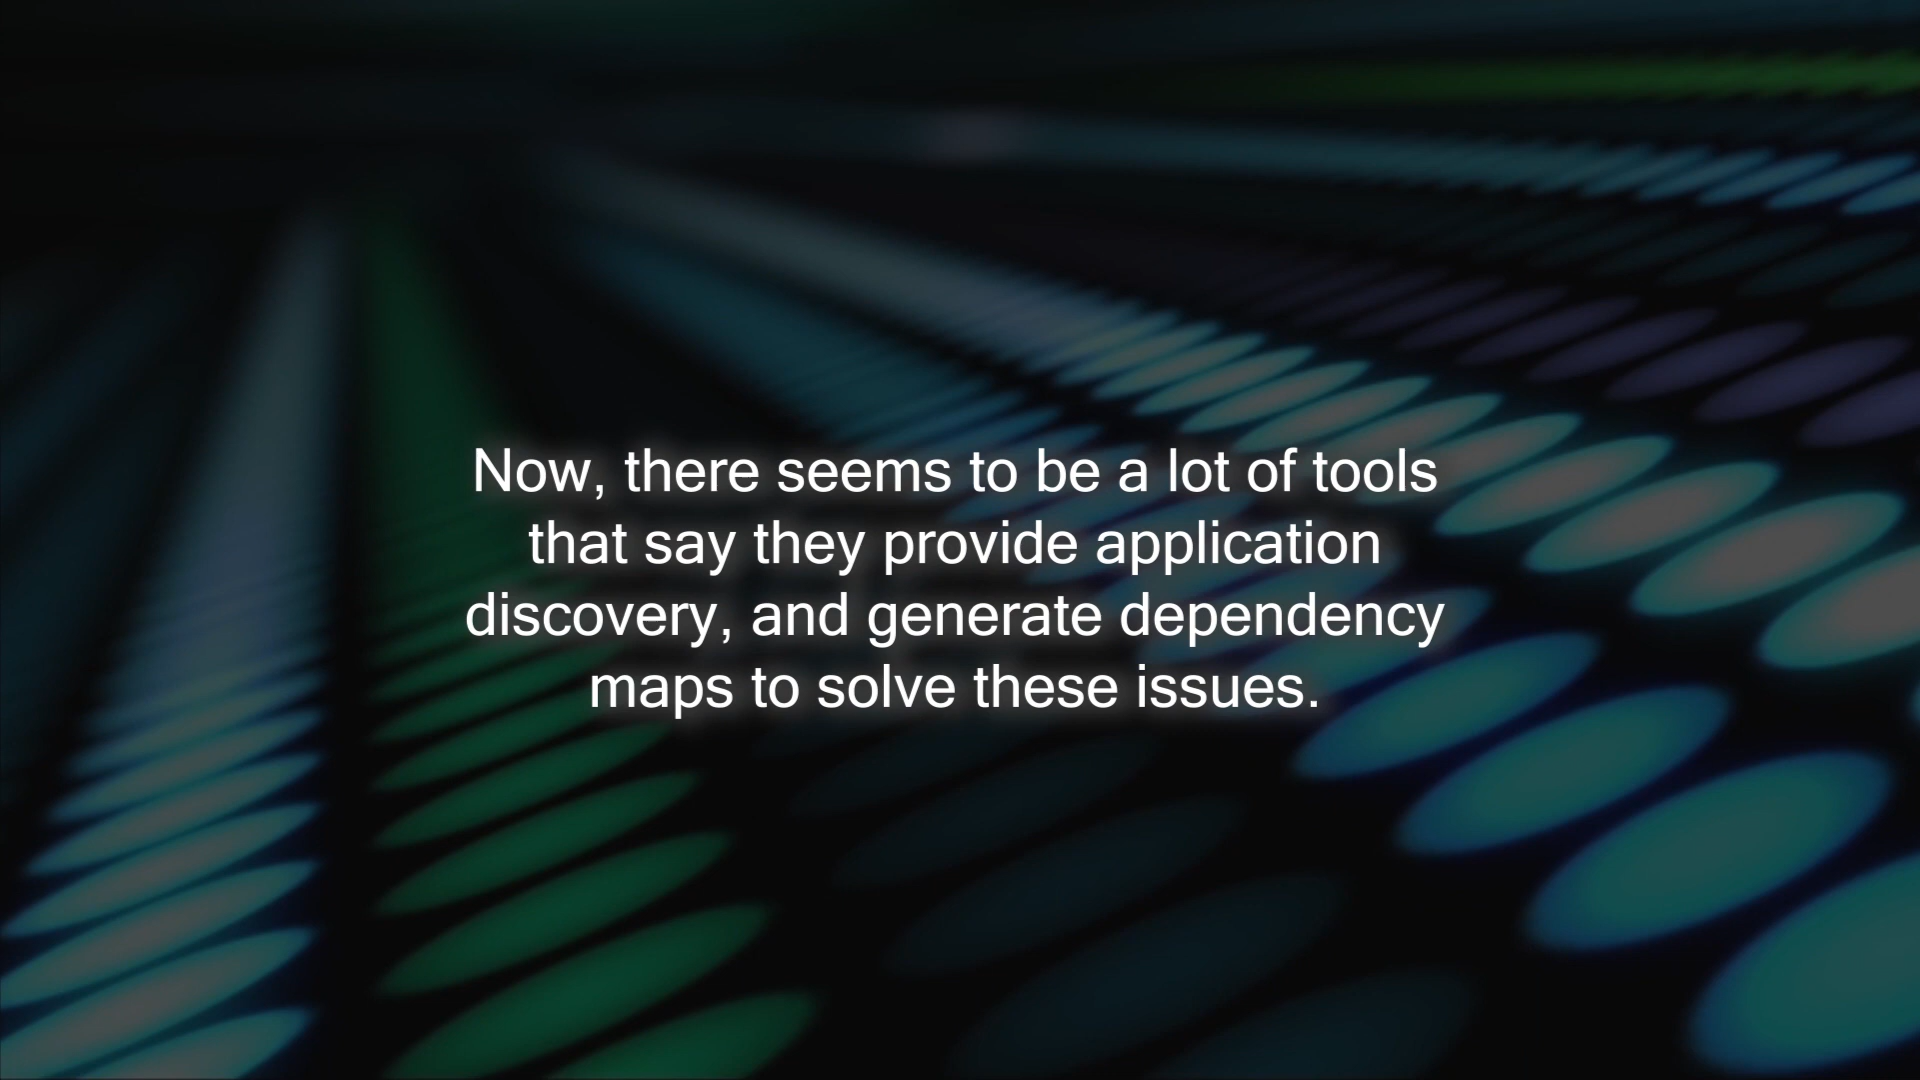 Now, there seems to be a lot of tools
that say they provide application
discovery, and generate dependency
maps to solve these issues.